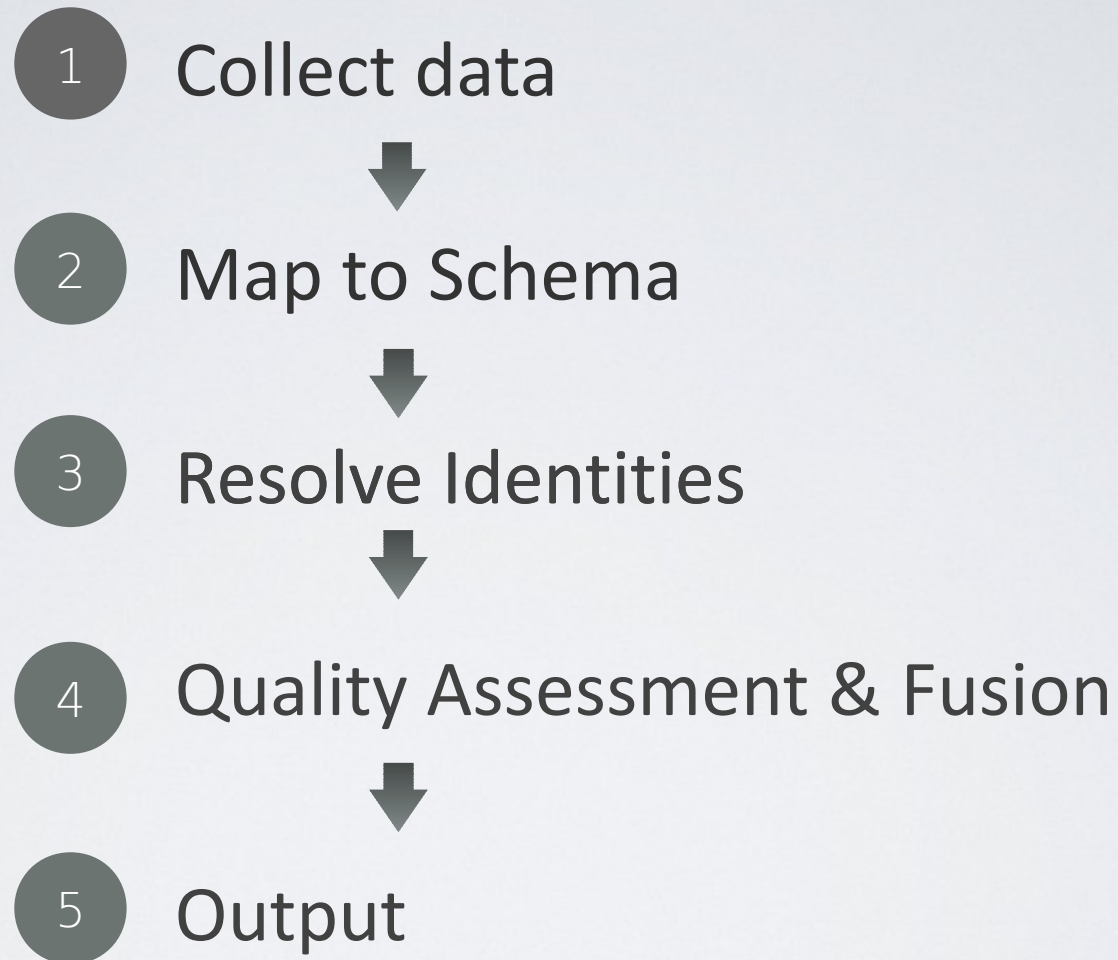 1 Collect data
2 Map to Schema
3 Resolve Identities
4 Quality Assessment & Fusion
5 Output